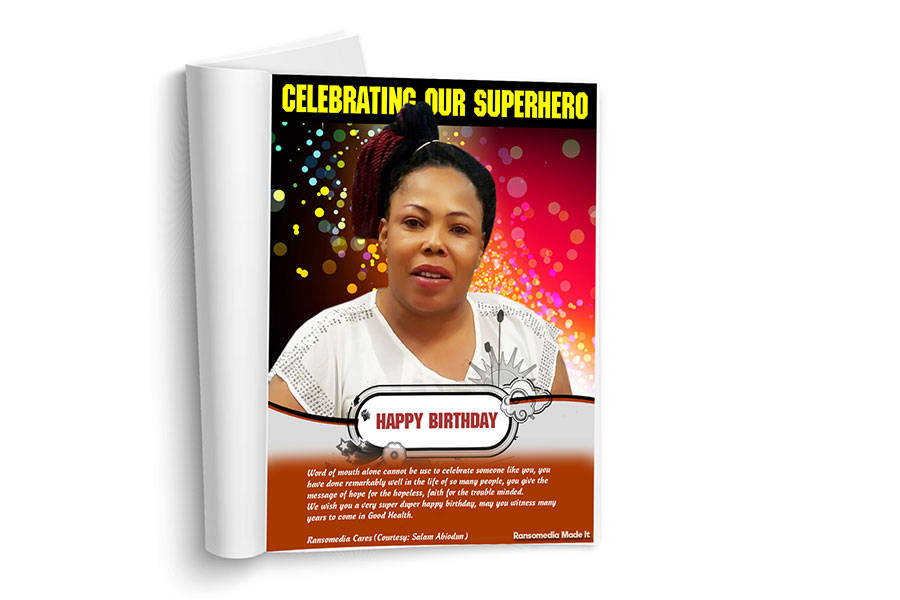 CELEBRATING OUR SUPERHERO
HAPPY BIRTHDAY
Word of mouth alone cannot be use to celebrate someone like you, you
have done remarkably well in the life of so many people, you give the
message of hope for the hopeless, faith for the trouble minded.
We wish you a very super duper happy birthday, may you witness many
years to come in Good Health.
Ransomedia Cares (Courtesy: Salam Abiodun)
Ransomedia Made It